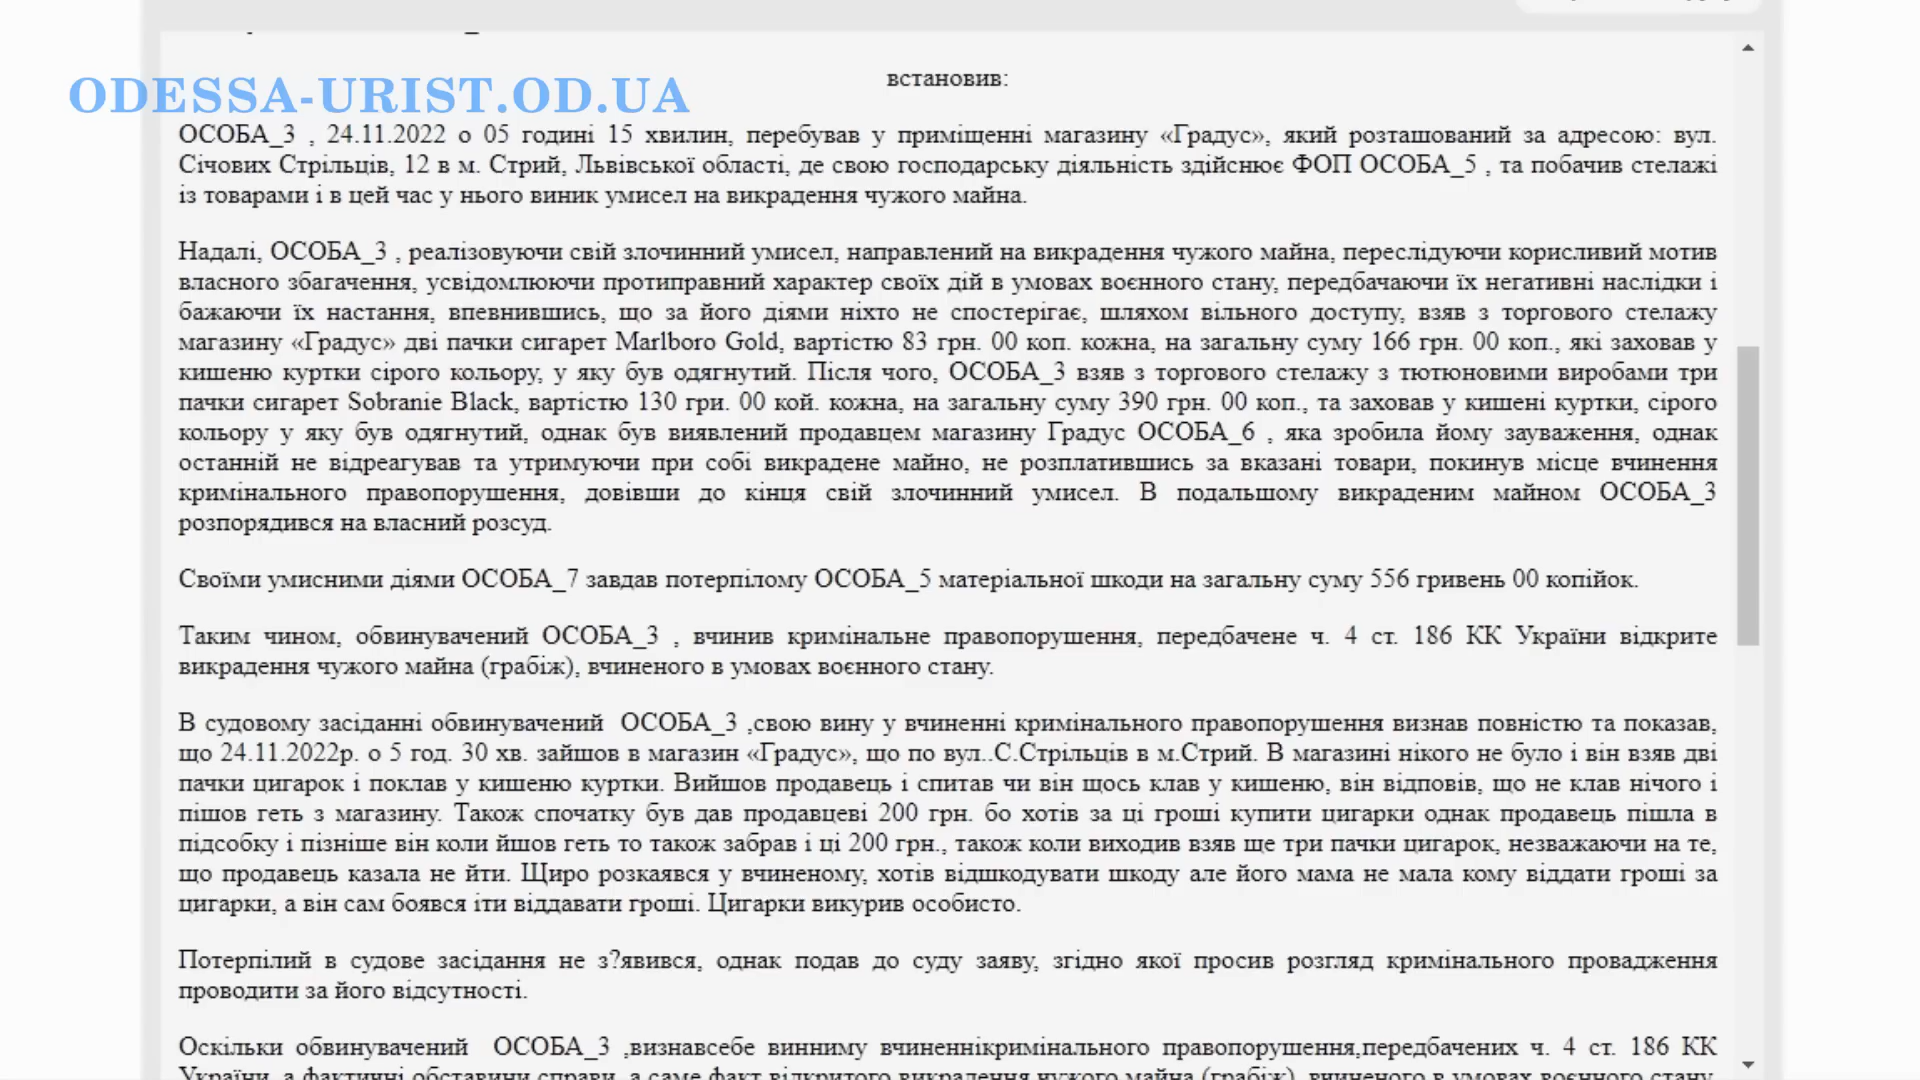 встановив:
ODESSA-URIST.OD.UA
ОСОБА_3 , 24.11.2022 о 05 годині 15 хвилин, перебував у приміщенні магазину «Градус», який розташований за адресою: вул.
Січових Стрільців, 12 в м. Стрий, Львівської області, де свою господарську діяльність здійснює ФОП ОСОБА_5 , та побачив стелажі
із товарами і в цей час у нього виник умисел на викрадення чужого майна.
Надалі, ОСОБА_3 , реалізовуючи свій злочинний умисел, направлений на викрадення чужого майна, переслідуючи корисливий мотив
власного збагачення, усвідомлюючи протиправний характер своїх дій в умовах воєнного стану, передбачаючи їх негативні наслідки і
бажаючи їх настання, впевнившись, що за його діями ніхто не спостерігає, шляхом вільного доступу, взяв з торгового стелажу
магазину «Градус» дві пачки сигарет Marlboro Gold, вартістю 83 грн. 00 коп. кожна, на загальну суму 166 грн. 00 коп., які заховав у
кишеню куртки сірого кольору, у яку був одягнутий. Після чого, ОСОБА_3 взяв з торгового стелажу з тютюновими виробами три
пачки сигарет Sobranie Black, вартістю 130 гри. 00 кой. кожна, на загальну суму 390 грн. 00 коп., та заховав у кишені куртки, сірого
кольору у яку був одягнутий, однак був виявлений продавцем магазину Градус ОСОБА_6 , яка зробила йому зауваження, однак
останній не відреагував та утримуючи при собі викрадене майно, не розплатившись за вказані товари, покинув місце вчинення
кримінального правопорушення, довівши до кінця свій злочинний умисел. В подальшому викраденим майном ОСОБА_3
розпорядився на власний розсуд.
Своїми умисними діями ОСОБА_7 завдав потерпілому ОСОБА_5 матеріальної шкоди на загальну суму 556 гривень 00 копійок.
Таким чином, обвинувачений ОСОБА_3 , вчинив кримінальне правопорушення, передбачене ч. 4 ст. 186 КК України відкрите
викрадення чужого майна (грабіж), вчиненого в умовах воєнного стану.
В судовому засіданні обвинувачений ОСОБА_3 ,свою вину у вчиненні кримінального правопорушення визнав повністю та показав,
що 24.11.2022р. о 5 год. 30 хв. зайшов в магазин «Градус», що по вул..С.Стрільців в м.Стрий. В магазині нікого не було і він взяв дві
пачки цигарок і поклав у кишеню куртки. Вийшов продавець і спитав чи він щось клав у кишеню, він відповів, що не клав нічого і
пішов геть з магазину. Також спочатку був дав продавцеві 200 грн. бо хотів за ці гроші купити цигарки однак продавець пішла в
підсобку і пізніше він коли йшов геть то також забрав і ці 200 грн., також коли виходив взяв ще три пачки цигарок, незважаючи на те,
що продавець казала не йти. Щиро розкаявся у вчиненому, хотів відшкодувати шкоду але його мама не мала кому віддати гроші за
цигарки, а він сам боявся іти віддавати гроші. Цигарки викурив особисто.
Потерпілий в судове засідання не з?явився, однак подав до суду заяву, згідно якої просив розгляд кримінального провадження
проводити за його відсутності.
Оскільки обвинувачений ОСОБА_3 ,визнавсебе винниму вчиненнікримінального правопорушення,передбачених ч. 4 ст. 186 КК
України, а фактичні обставини справи, а саме факт відкритого викрадення чужого майна (грабіж), вчиненого в умовах воєнного стану,